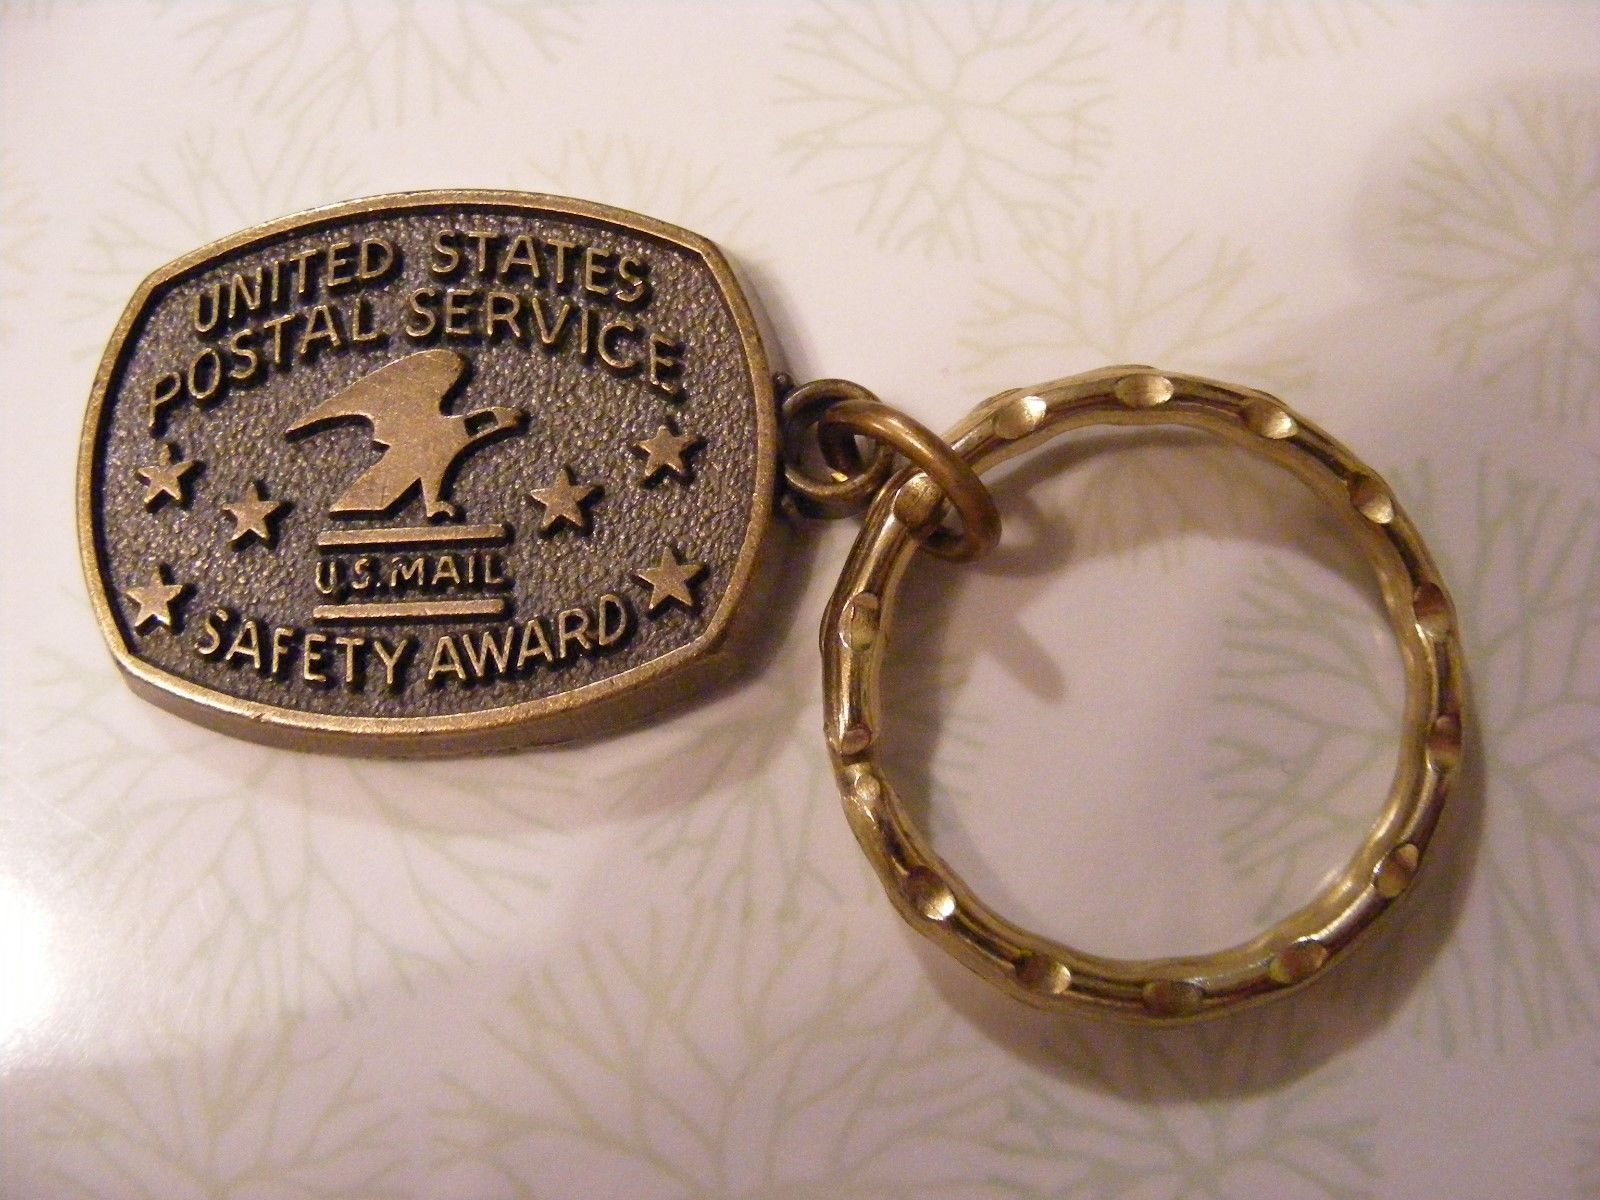 UNITED STATES
POSTAL SERVICE
U.S.MAIL
SAFETY AWARD